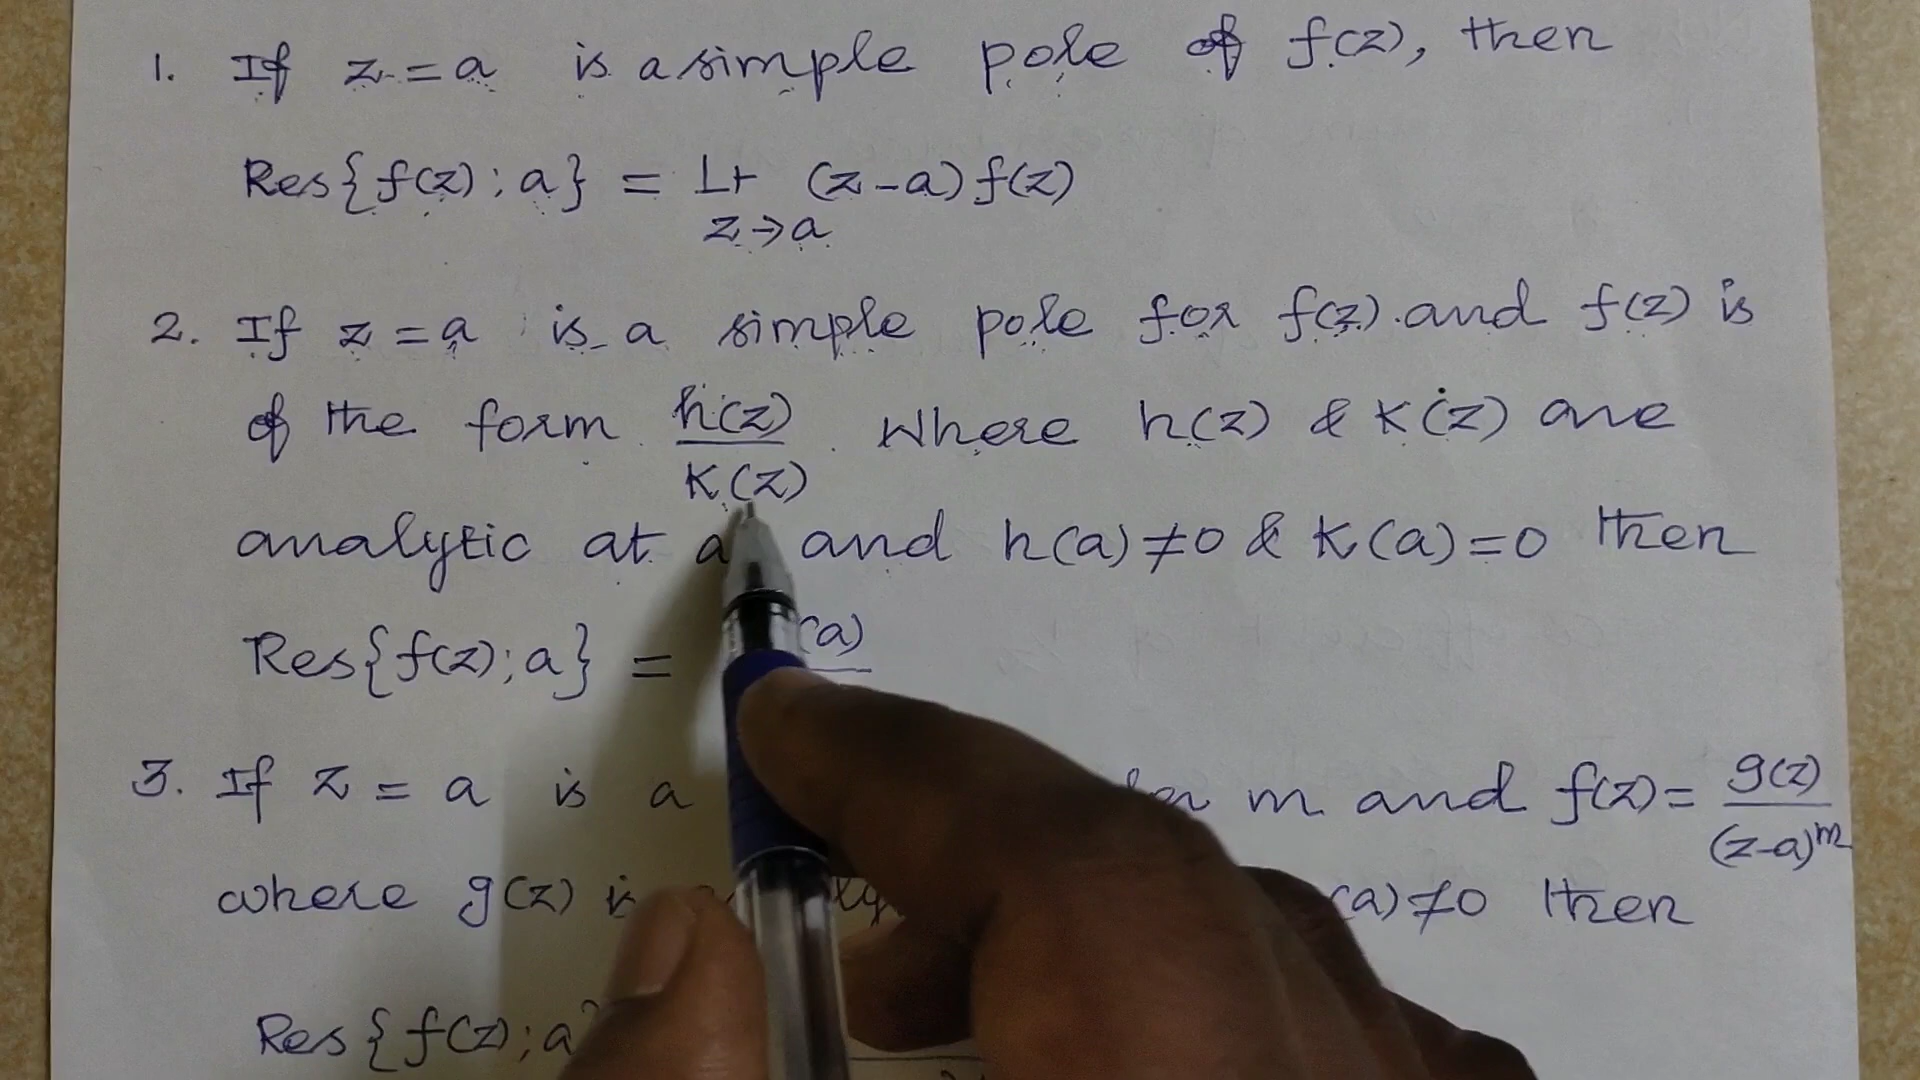 1. If z = a is a simple pole of f(z), then
Res{f(z); a} = Lt (z-a) f(z)
z→a
2. If z = a is a simple pole for f(z) and f(z) is
of the form h(z) where h(z) & K(z) are
K(z)
analytic at a and h(a) ≠ 0 & K(a) = 0 then
Res{f(z); a} = (a)
3. If z = a is a m and f(z) = g(z)
(z-a)^m
where g(z) is (a) ≠ 0 then
Res{f(z); a